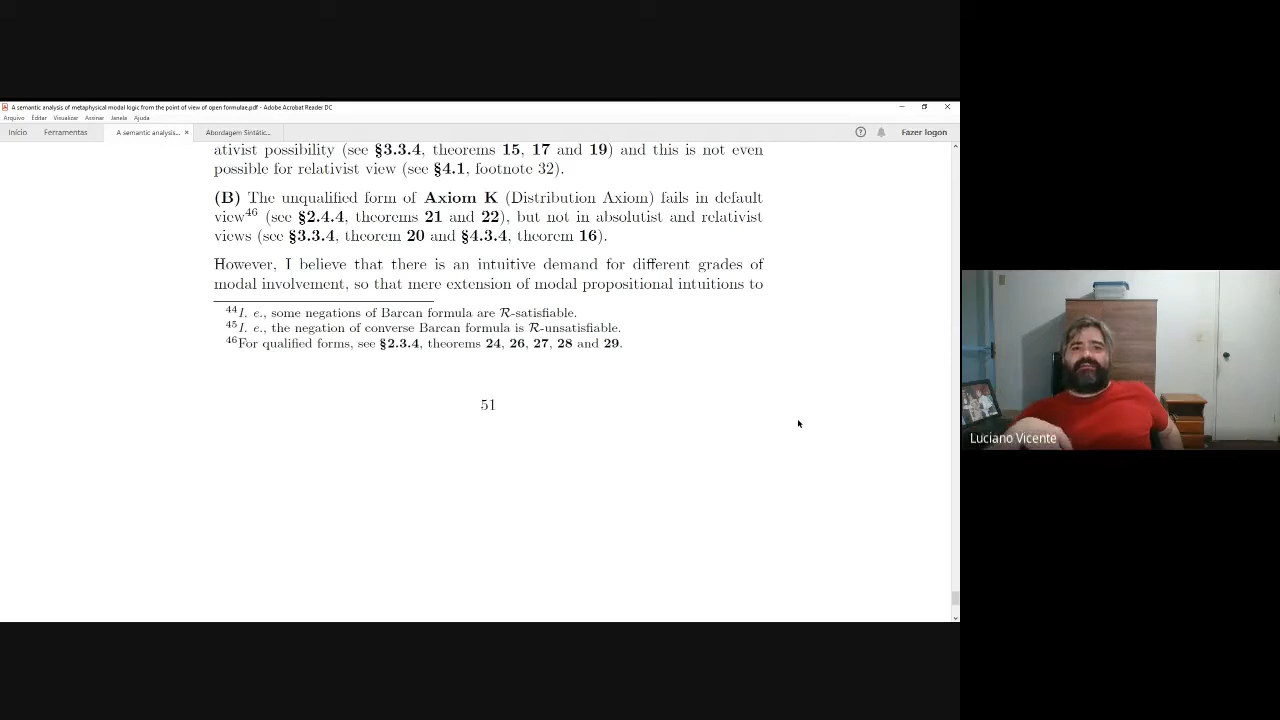 A semantic analysis of metaphysical modal logic from the point of view of open formulae.pdf - Adobe Acrobat Reader DC
Arquivo Editar Visualizar Assinar Janela Ajuda
Início Ferramentas A semantic analysis... × Abordagem Sintátic... Fazer logon
ativist possibility (see §3.3.4, theorems 15, 17 and 19) and this is not even
possible for relativist view (see §4.1, footnote 32).
(B) The unqualified form of Axiom K (Distribution Axiom) fails in default
view⁴⁶ (see §2.4.4, theorems 21 and 22), but not in absolutist and relativist
views (see §3.3.4, theorem 20 and §4.3.4, theorem 16).
However, I believe that there is an intuitive demand for different grades of
modal involvement, so that mere extension of modal propositional intuitions to
⁴⁴I. e., some negations of Barcan formula are ℛ-satisfiable.
⁴⁵I. e., the negation of converse Barcan formula is ℛ-unsatisfiable.
⁴⁶For qualified forms, see §2.3.4, theorems 24, 26, 27, 28 and 29.
51
Luciano Vicente